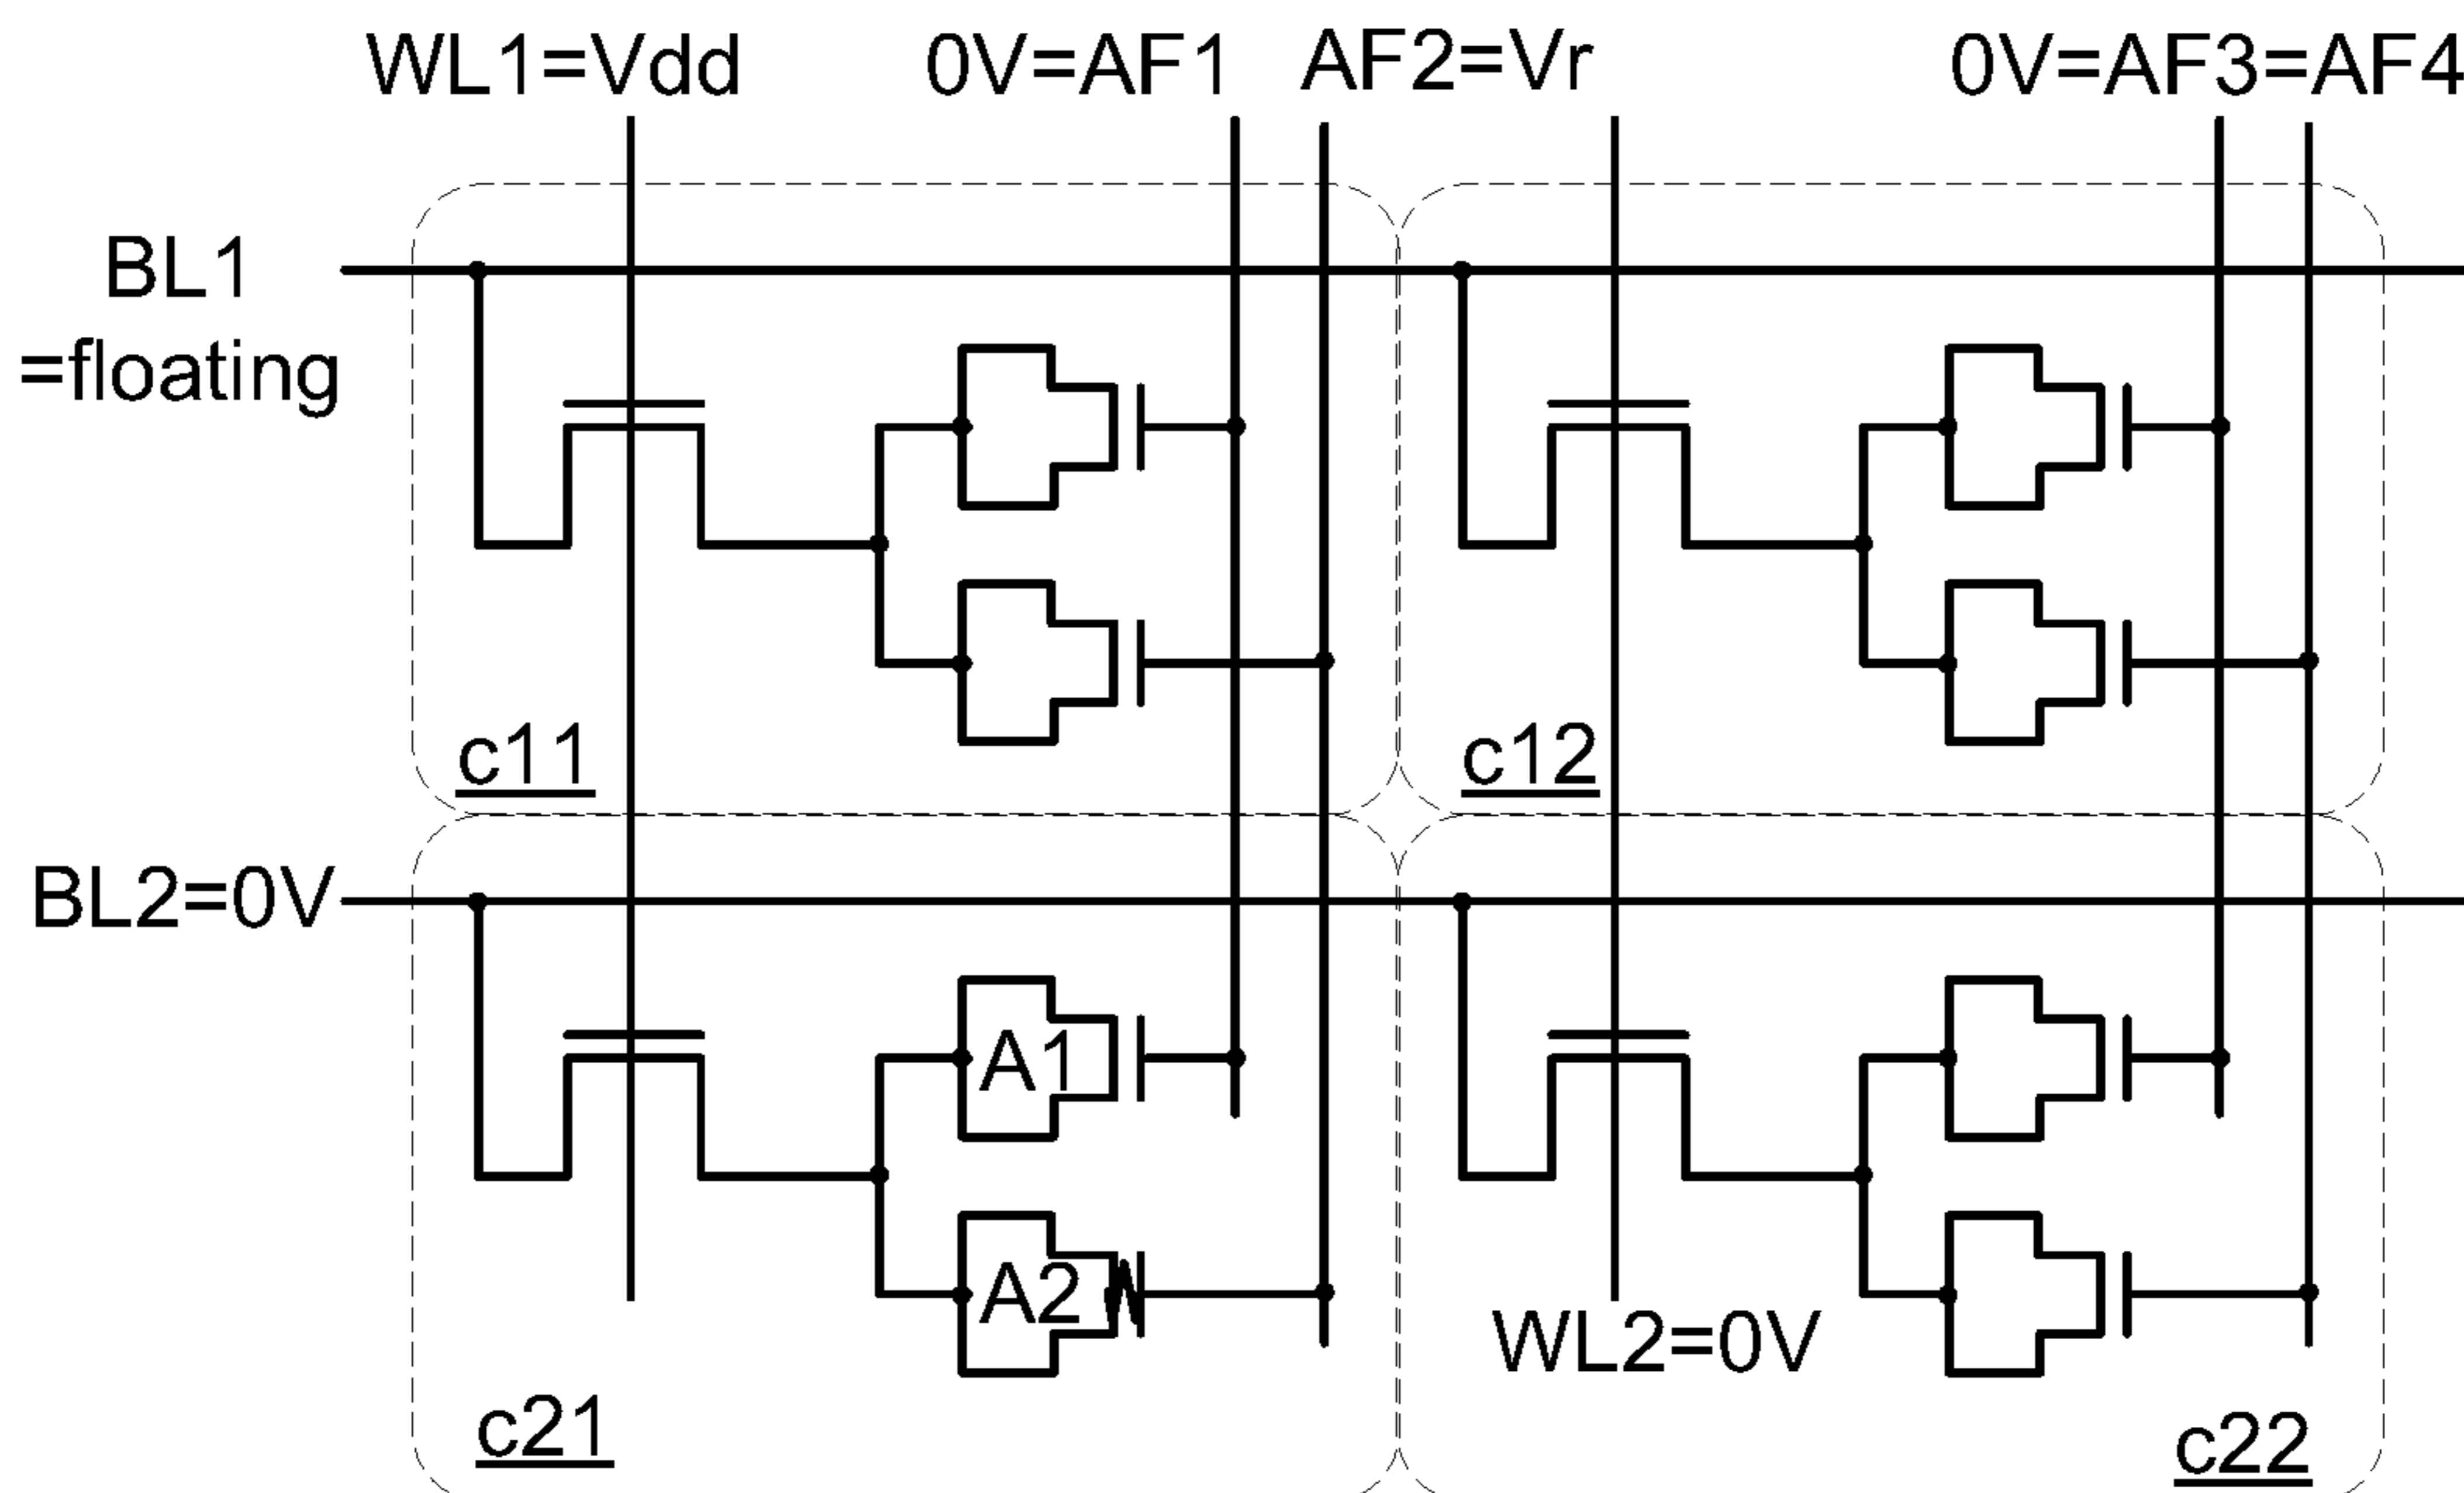 WL1=Vdd
0V=AF1
AF2=Vr
0V=AF3=AF4
BL1
=floating
c11
c12
BL2=0V
A1
A2
WL2=0V
c21
c22